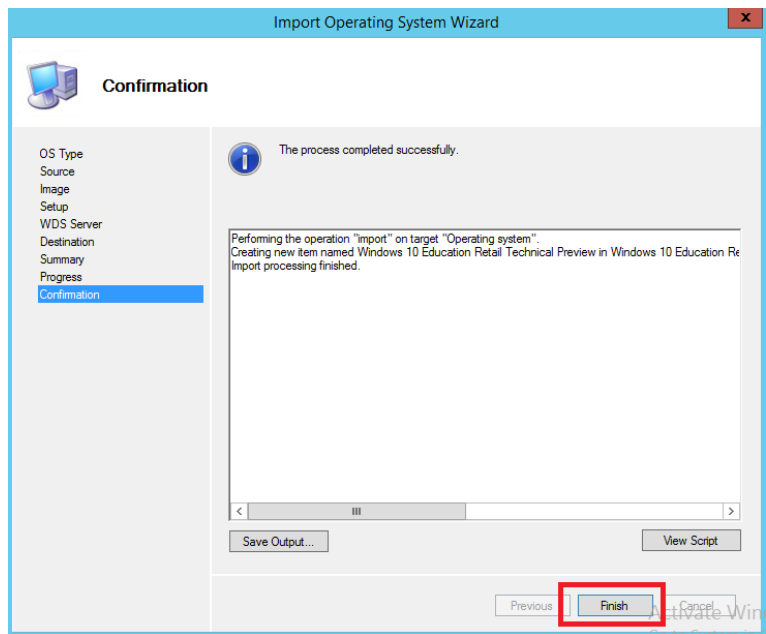 Import Operating System Wizard
x
Confirmation
OS Type
Source
Image
Setup
WDS Server
Destination
Summary
Progress
Confirmation
The process completed successfully.
Performing the operation "import" on target "Operating system".
Creating new item named Windows 10 Education Retail Technical Preview in Windows 10 Education Re
Import processing finished.
Save Output...
View Script
Previous
Finish
Cancel
Activate Win